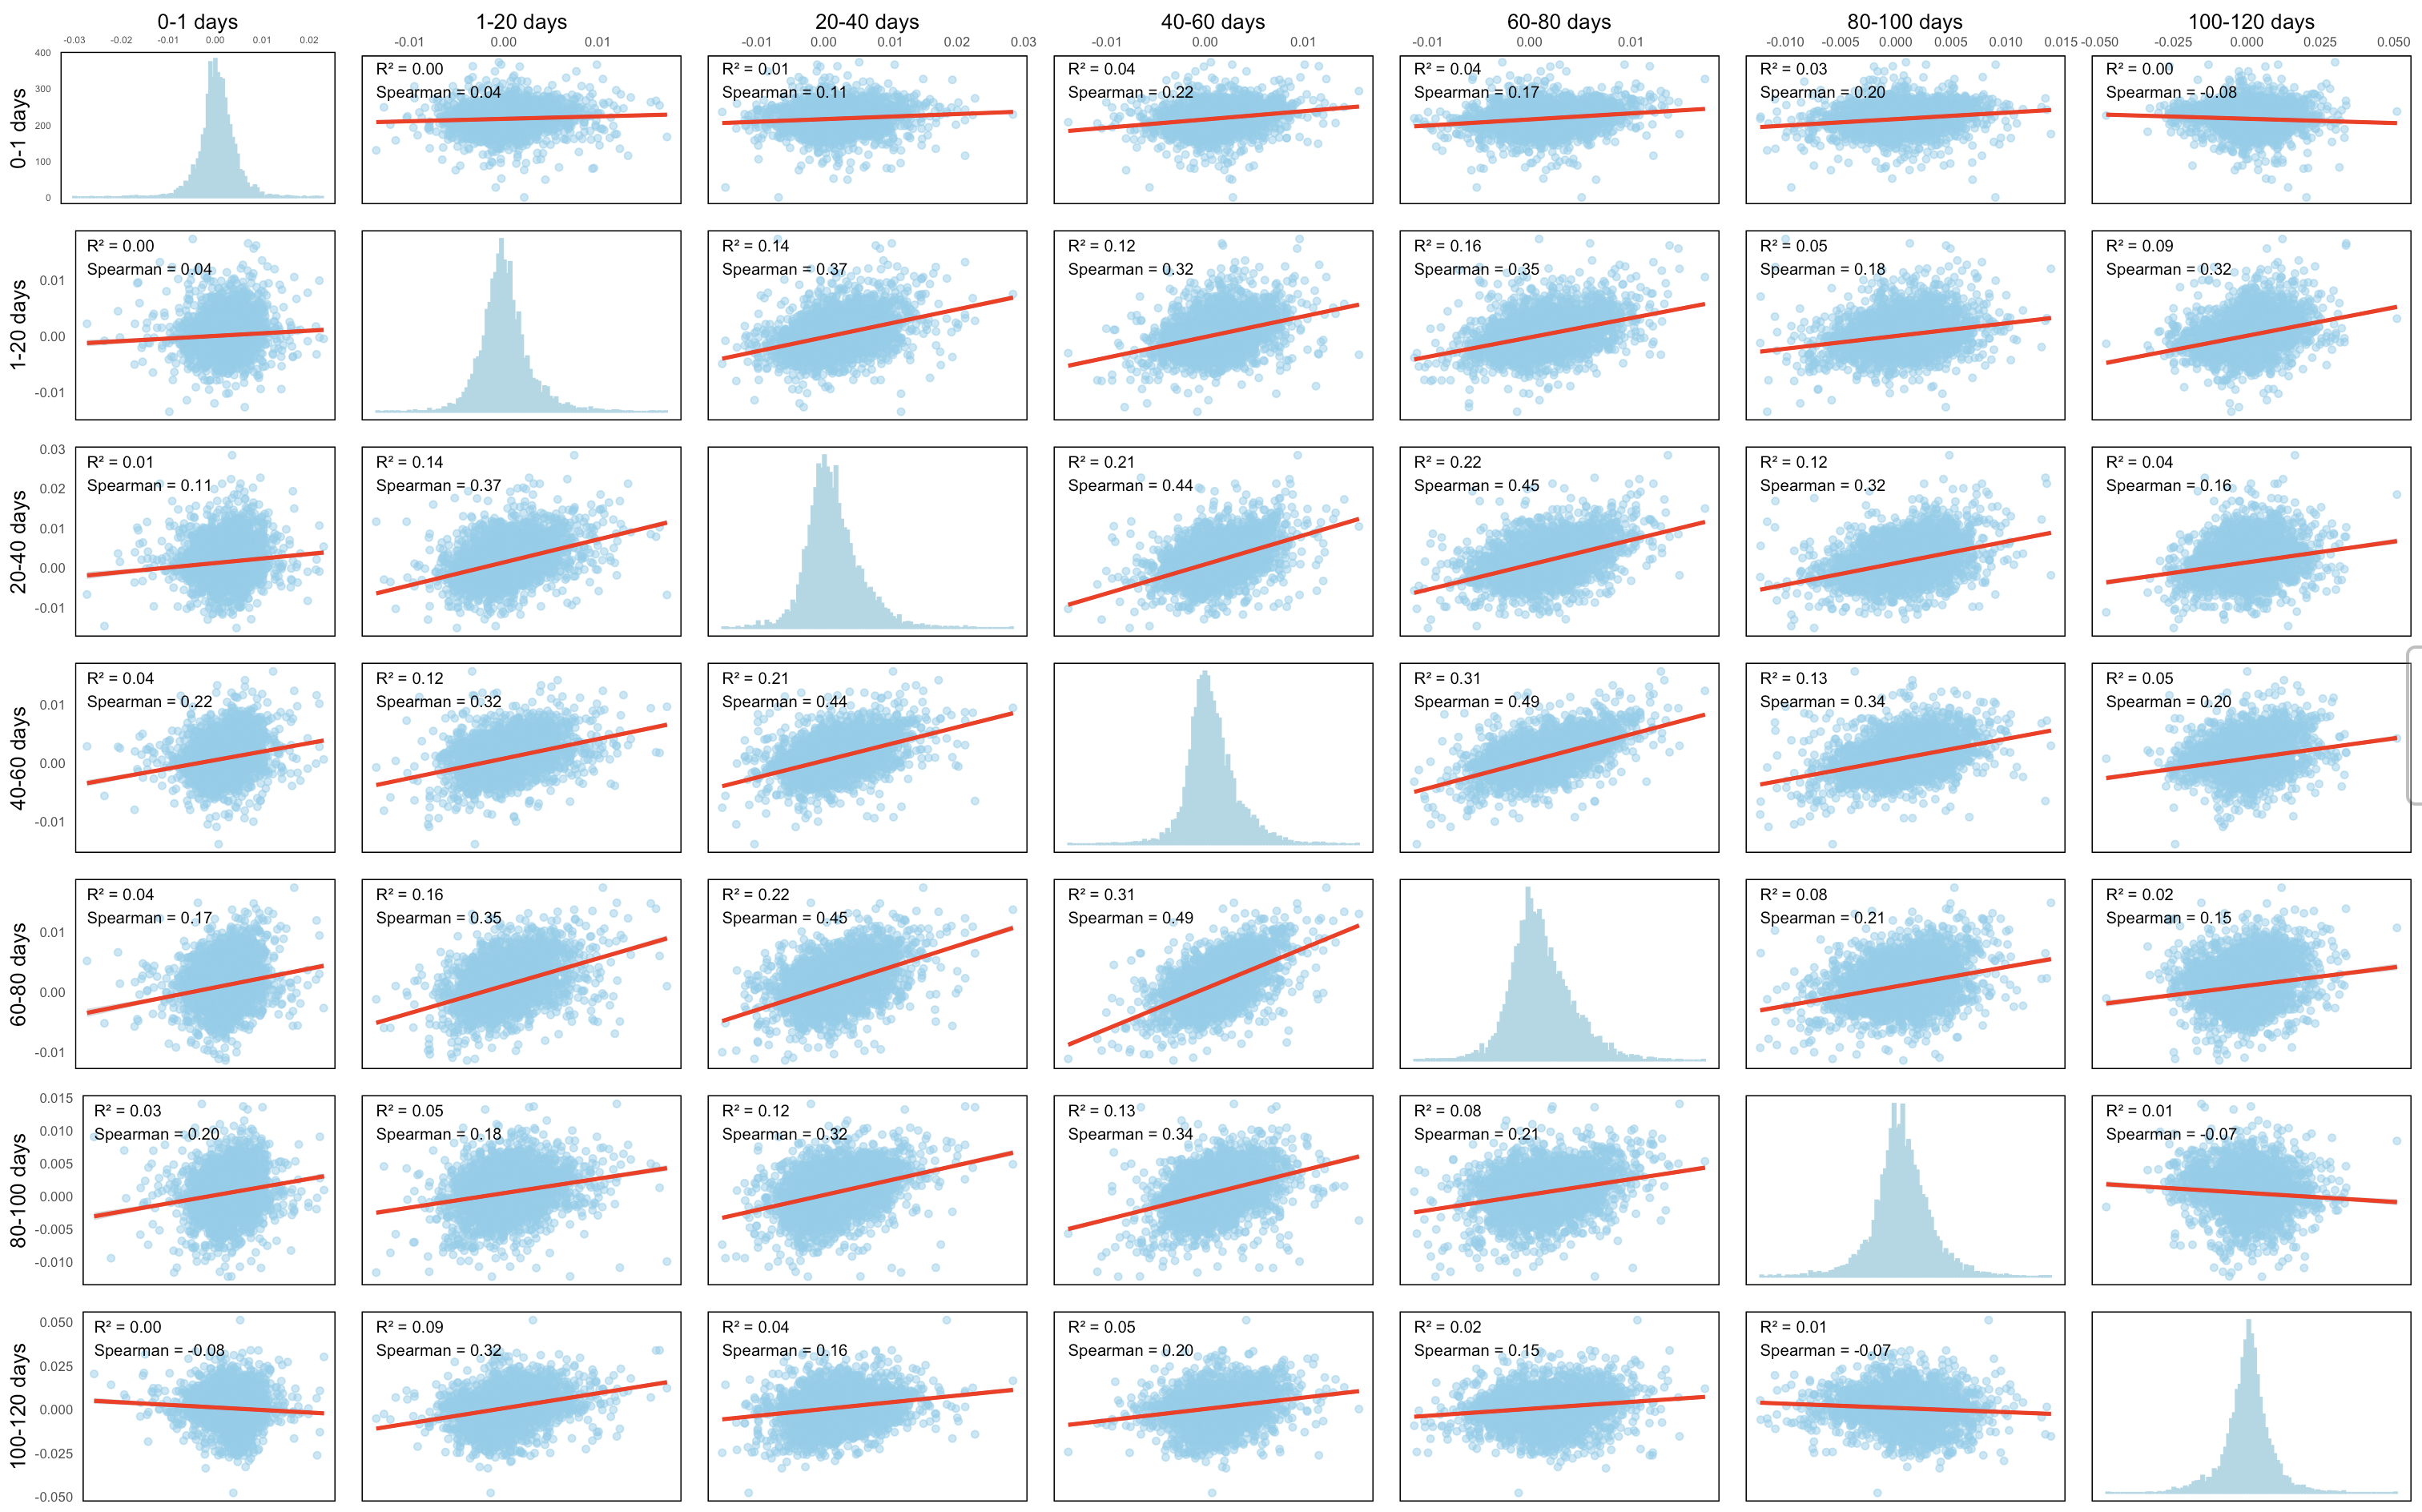 0-1 days 1-20 days 20-40 days 40-60 days 60-80 days 80-100 days 100-120 days
-0.03 -0.02 -0.01 0.00 0.01 0.02 -0.01 0.00 0.01 -0.01 0.00 0.01 0.02 0.03 -0.01 0.00 0.01 -0.01 0.00 0.01 -0.010 -0.005 0.000 0.005 0.010 0.015 -0.050 -0.025 0.000 0.025 0.050
0-1 days
400
300
200
100
0
R² = 0.00
Spearman = 0.04
R² = 0.01
Spearman = 0.11
R² = 0.04
Spearman = 0.22
R² = 0.04
Spearman = 0.17
R² = 0.03
Spearman = 0.20
R² = 0.00
Spearman = -0.08
1-20 days
0.01
0.00
-0.01
R² = 0.00
Spearman = 0.04
R² = 0.14
Spearman = 0.37
R² = 0.12
Spearman = 0.32
R² = 0.16
Spearman = 0.35
R² = 0.05
Spearman = 0.18
R² = 0.09
Spearman = 0.32
20-40 days
0.03
0.02
0.01
0.00
-0.01
R² = 0.01
Spearman = 0.11
R² = 0.14
Spearman = 0.37
R² = 0.21
Spearman = 0.44
R² = 0.22
Spearman = 0.45
R² = 0.12
Spearman = 0.32
R² = 0.04
Spearman = 0.16
40-60 days
0.01
0.00
-0.01
R² = 0.04
Spearman = 0.22
R² = 0.12
Spearman = 0.32
R² = 0.21
Spearman = 0.44
R² = 0.31
Spearman = 0.49
R² = 0.13
Spearman = 0.34
R² = 0.05
Spearman = 0.20
60-80 days
0.01
0.00
-0.01
R² = 0.04
Spearman = 0.17
R² = 0.16
Spearman = 0.35
R² = 0.22
Spearman = 0.45
R² = 0.31
Spearman = 0.49
R² = 0.08
Spearman = 0.21
R² = 0.02
Spearman = 0.15
80-100 days
0.015
0.010
0.005
0.000
-0.005
-0.010
R² = 0.03
Spearman = 0.20
R² = 0.05
Spearman = 0.18
R² = 0.12
Spearman = 0.32
R² = 0.13
Spearman = 0.34
R² = 0.08
Spearman = 0.21
R² = 0.01
Spearman = -0.07
100-120 days
0.050
0.025
0.000
-0.025
-0.050
R² = 0.00
Spearman = -0.08
R² = 0.09
Spearman = 0.32
R² = 0.04
Spearman = 0.16
R² = 0.05
Spearman = 0.20
R² = 0.02
Spearman = 0.15
R² = 0.01
Spearman = -0.07